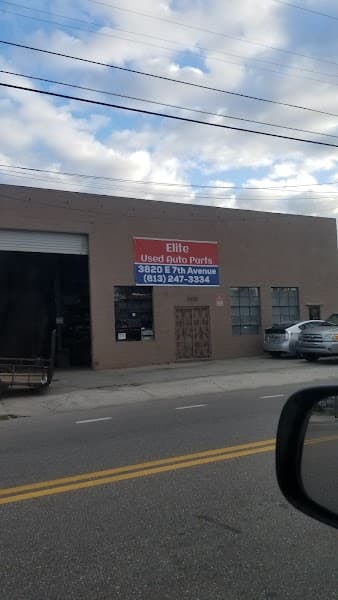 Elite
Used Auto Parts
3820 E 7th Avenue
(813) 247-3334